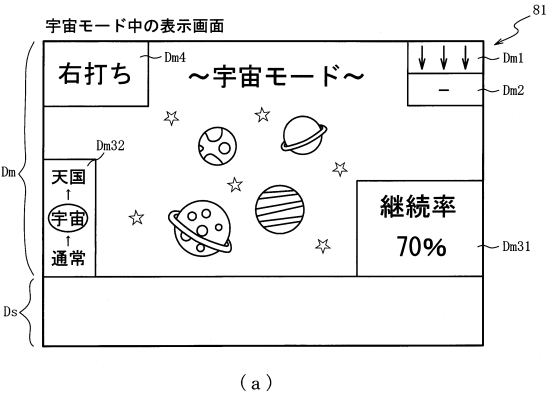 宇宙モード中の表示画面
81
右打ち
Dm4
～宇宙モード～
↓ ↓ ↓
Dm1
−
Dm2
Dm
Dm32
天国
↑
宇宙
↑
通常
継続率
70%
Dm31
Ds
(a)